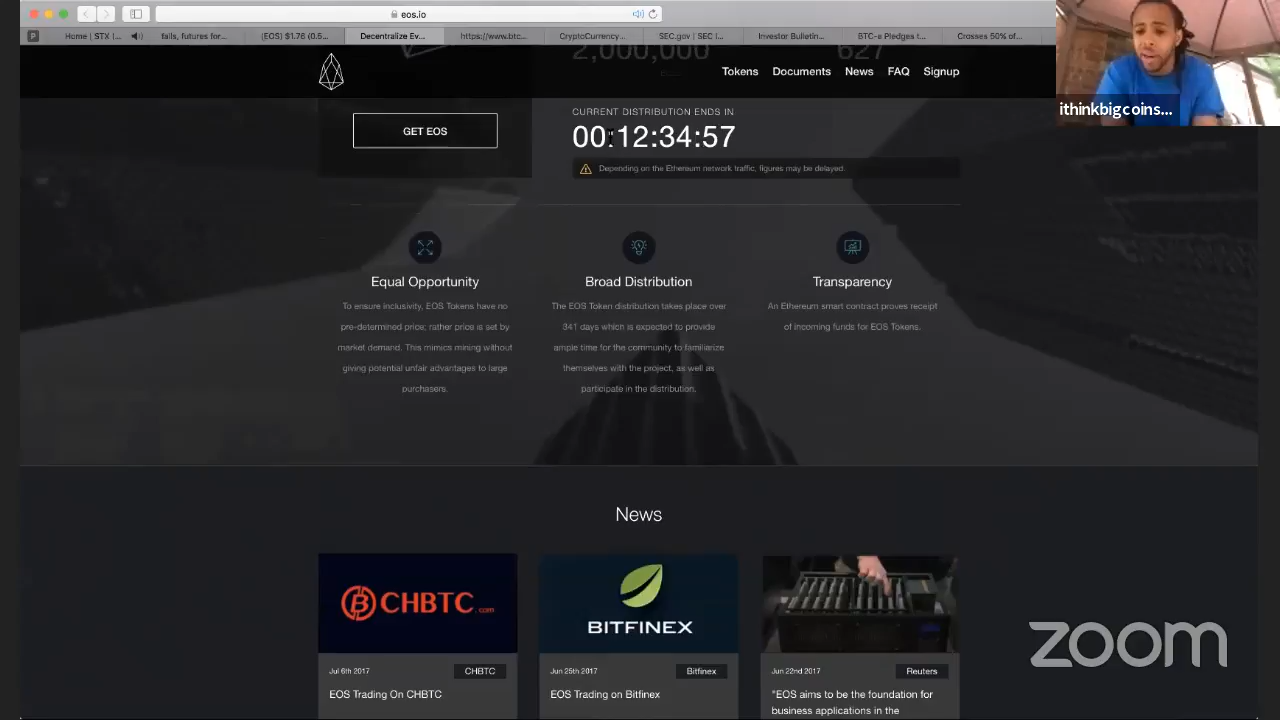 eos.io
Home | STX |...
falls, futures for...
(EOS) $1.76 (0.5...
Decentralize Ev...
https://www.btc...
CryptoCurrency...
SEC.gov | SEC I...
Investor Bulletin...
BTC-e Pledges t...
Crosses 50% of...
ithinkbigcoins...
2,000,000
627
Tokens
Documents
News
FAQ
Signup
CURRENT DISTRIBUTION ENDS IN
GET EOS
00:12:34:57
Depending on the Ethereum network traffic, figures may be delayed.
Equal Opportunity
To ensure inclusivity, EOS Tokens have no
pre-determined price; rather price is set by
market demand. This mimics mining without
giving potential unfair advantages to large
purchasers.
Broad Distribution
The EOS Token distribution takes place over
341 days which is expected to provide
ample time for the community to familiarize
themselves with the project, as well as
participate in the distribution.
Transparency
An Ethereum smart contract proves receipt
of incoming funds for EOS Tokens.
News
CHBTC.com
Jul 6th 2017
CHBTC
EOS Trading On CHBTC
BITFINEX
Jun 25th 2017
Bitfinex
EOS Trading on Bitfinex
Jun 22nd 2017
Reuters
"EOS aims to be the foundation for
business applications in the
zoom